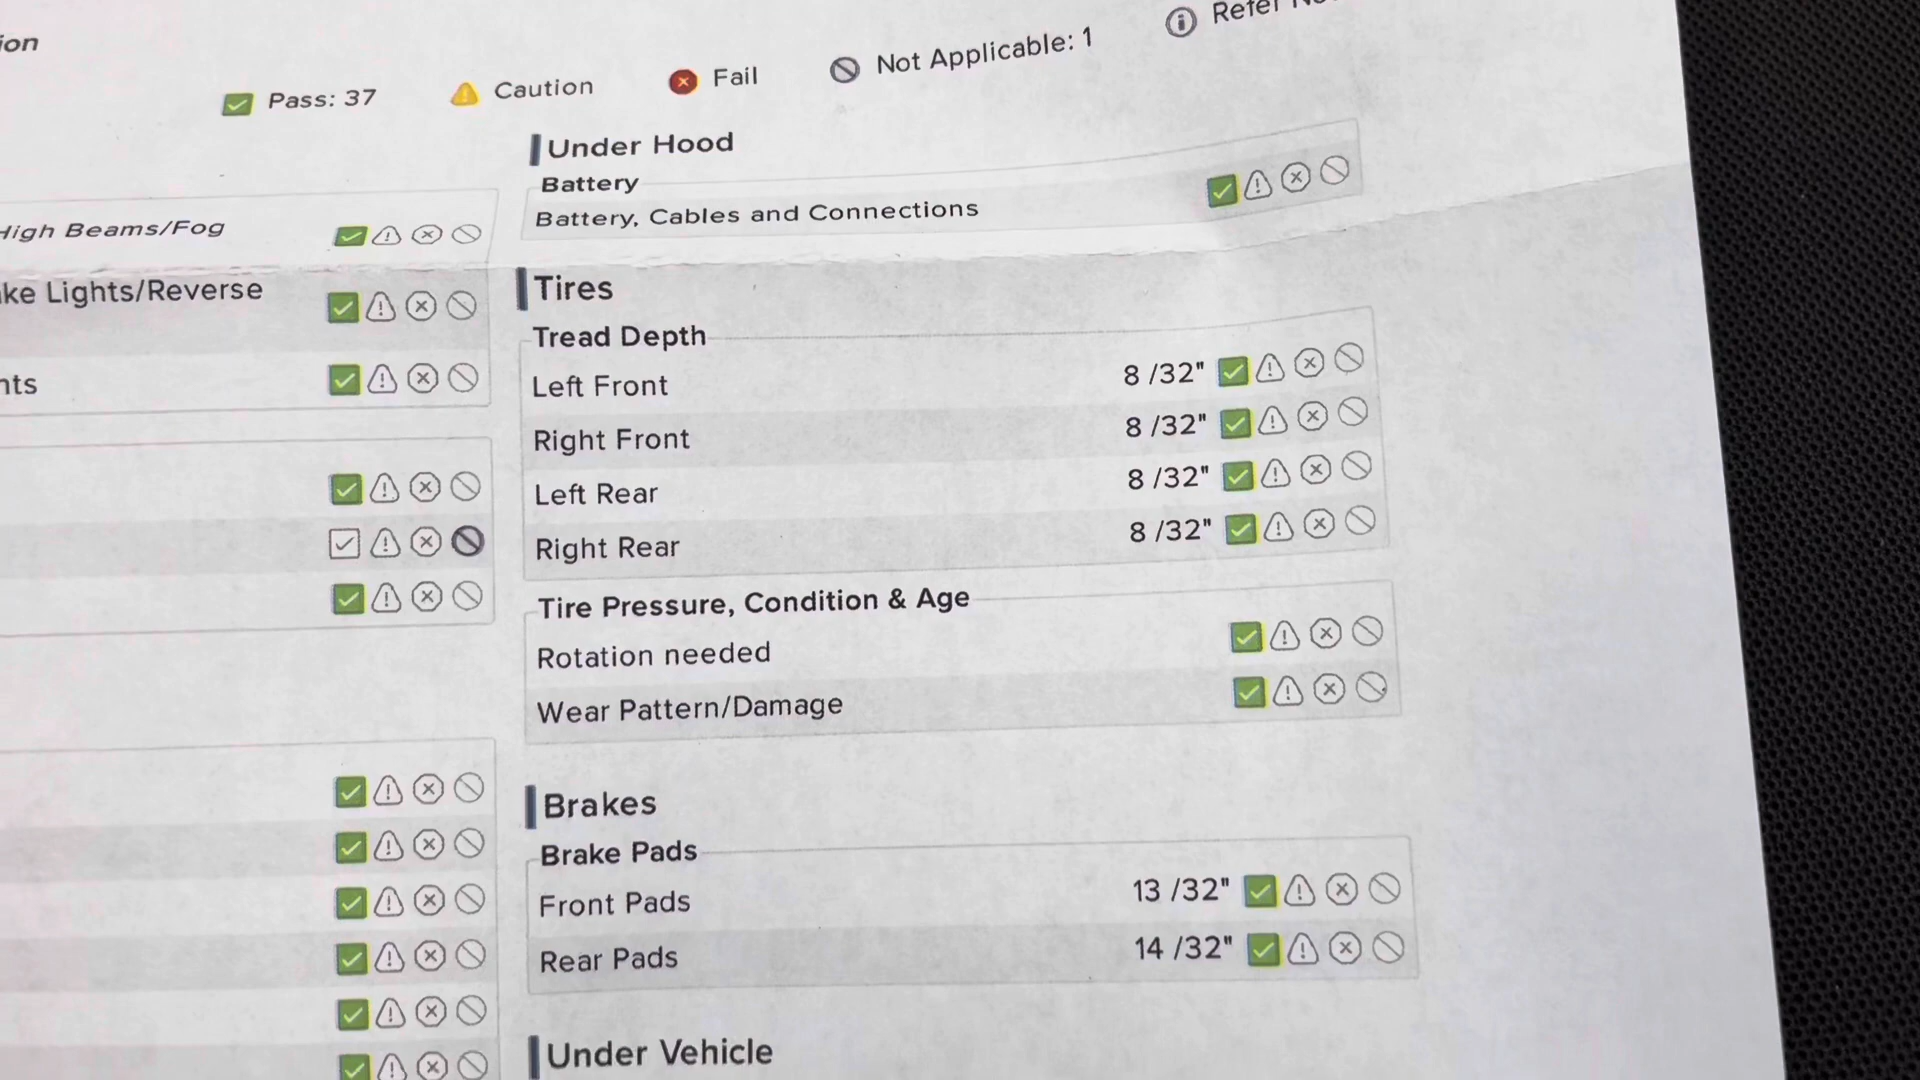 Pass: 37
Caution
Fail
Not Applicable: 1
High Beams/Fog
Lights/Reverse
Under Hood
Battery
Battery, Cables and Connections
Tires
Tread Depth
Left Front 8 /32"
Right Front 8 /32"
Left Rear 8 /32"
Right Rear 8 /32"
Tire Pressure, Condition & Age
Rotation needed
Wear Pattern/Damage
Brakes
Brake Pads
Front Pads 13 /32"
Rear Pads 14 /32"
Under Vehicle